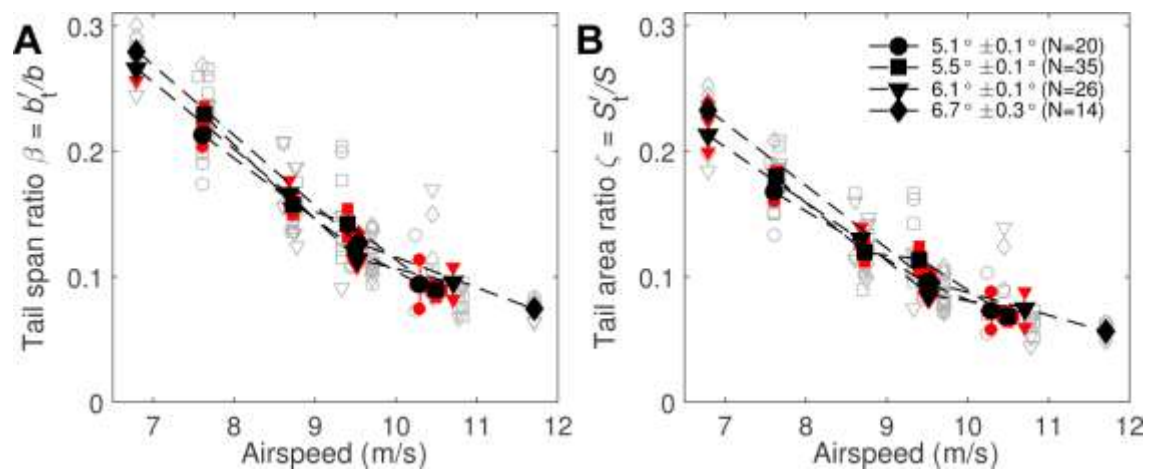 A
B
Tail span ratio β = b′t/b
0.3
0.2
0.1
0
7 8 9 10 11 12
Airspeed (m/s)
Tail area ratio ζ = S′t/S
0.3
0.2
0.1
0
7 8 9 10 11 12
Airspeed (m/s)
5.1° ±0.1° (N=20)
5.5° ±0.1° (N=35)
6.1° ±0.1° (N=26)
6.7° ±0.3° (N=14)